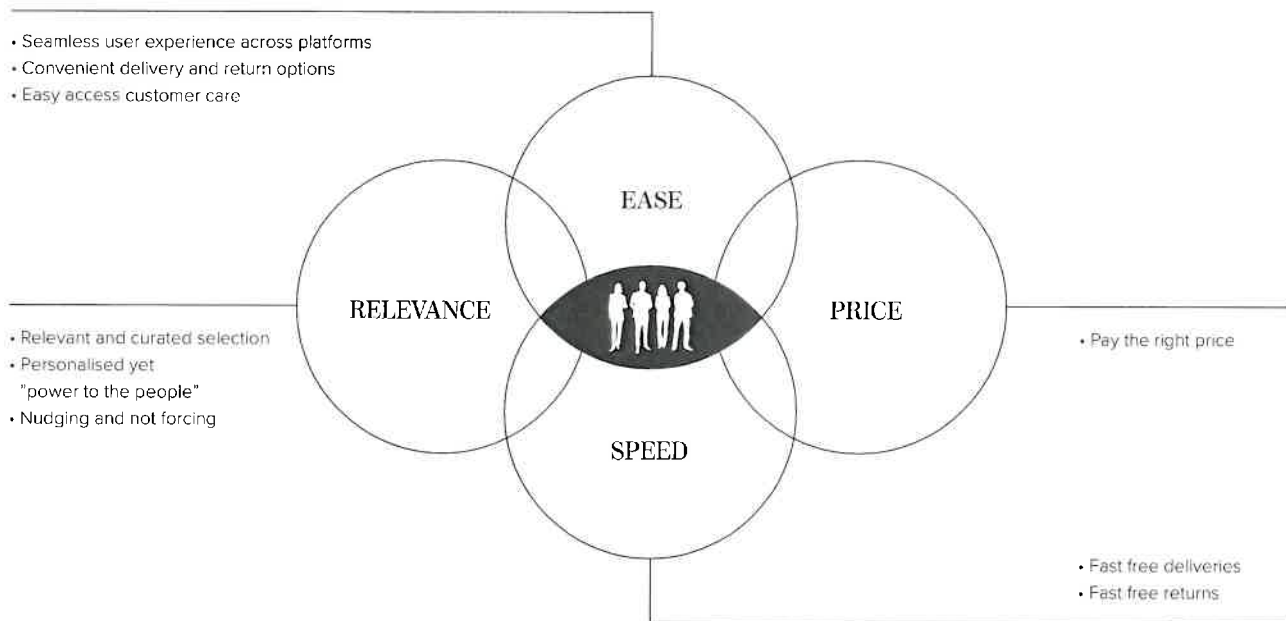 • Seamless user experience across platforms
• Convenient delivery and return options
• Easy access customer care
EASE
RELEVANCE
PRICE
• Relevant and curated selection
• Personalised yet
"power to the people"
• Nudging and not forcing
• Pay the right price
SPEED
• Fast free deliveries
• Fast free returns